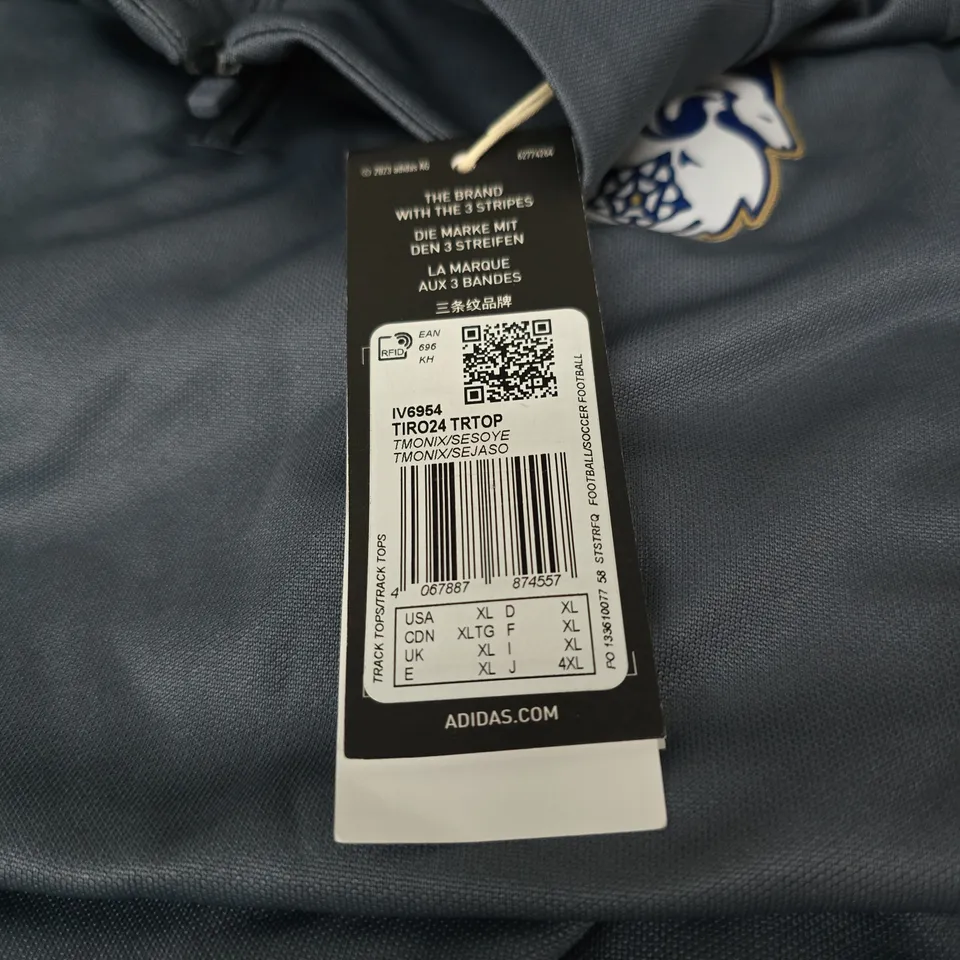 © 2023 adidas KG
62774264
THE BRAND
WITH THE 3 STRIPES
DIE MARKE MIT
DEN 3 STREIFEN
LA MARQUE
AUX 3 BANDES
三条纹品牌
RFID
EAN
696
KH
IV6954
TIRO24 TRTOP
TMONIX/SESOYE
TMONIX/SEJASO
4 067887 874557
USA XL D XL
CDN XLTG F XL
UK XL I XL
E XL J 4XL
TRACK TOPS/TRACK TOPS
PO 133610077 58 STSTRFQ FOOTBALL/SOCCER FOOTBALL
ADIDAS.COM